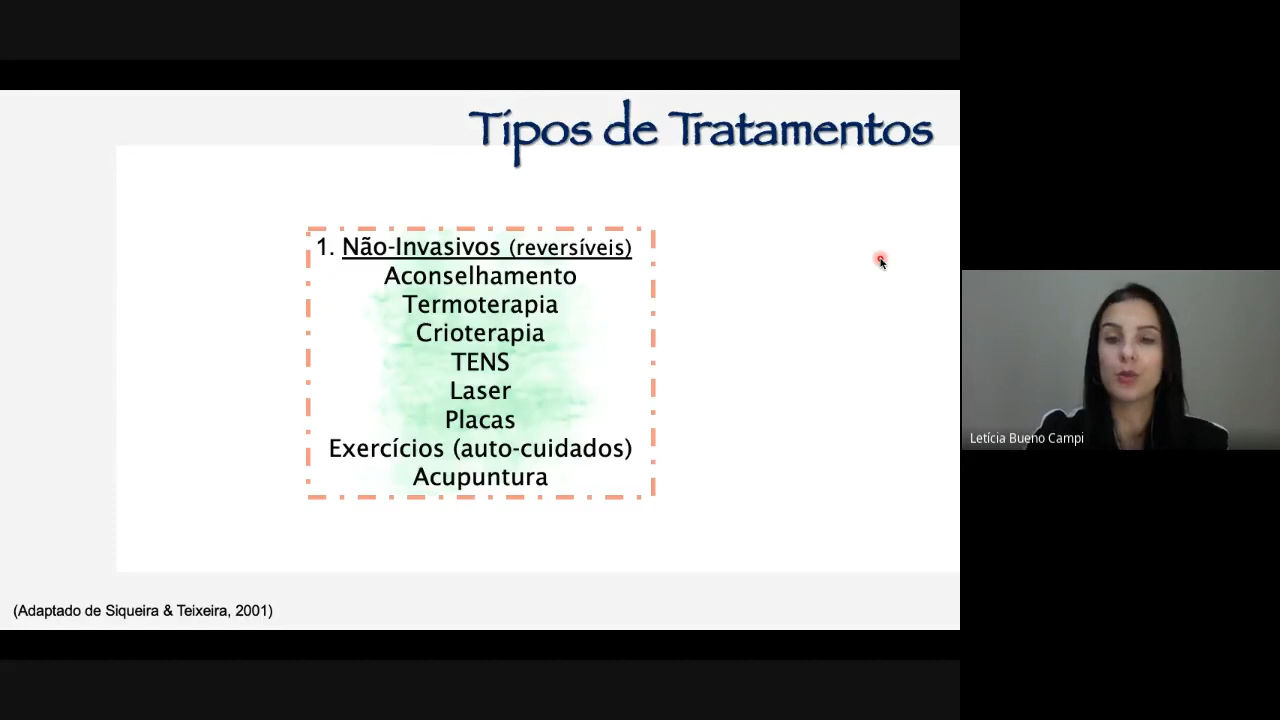 Tipos de Tratamentos
1. Não-Invasivos (reversíveis)
Aconselhamento
Termoterapia
Crioterapia
TENS
Laser
Placas
Exercícios (auto-cuidados)
Acupuntura
Letícia Bueno Campi
(Adaptado de Siqueira & Teixeira, 2001)